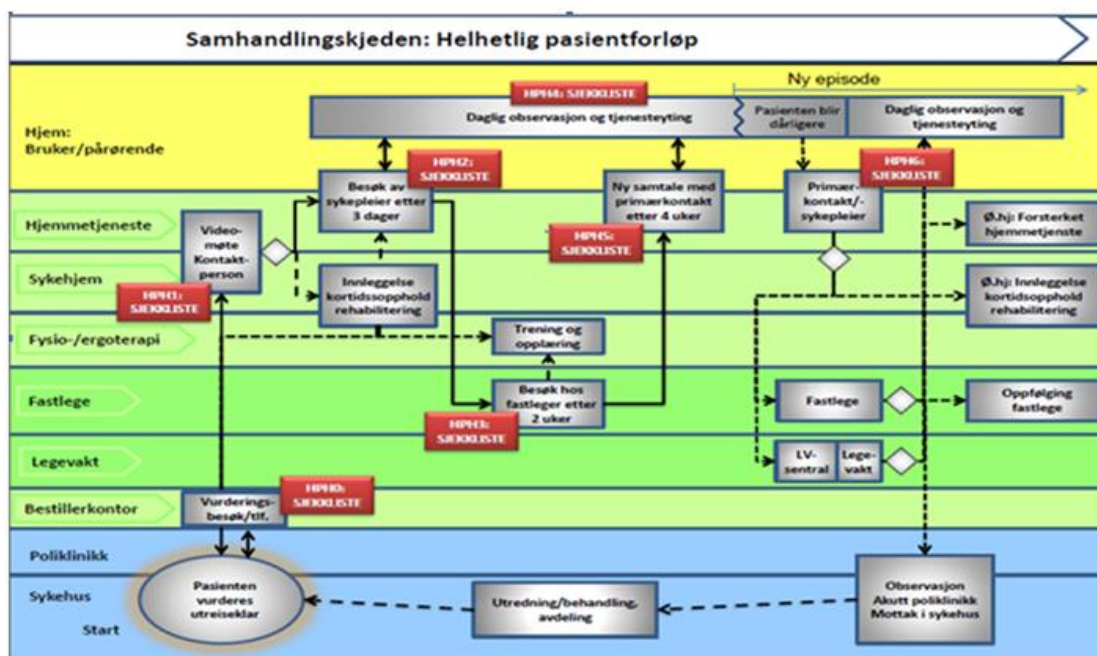 Samhandlingskjeden: Helhetlig pasientforløp
Ny episode
HPH4: SJEKKLISTE
Daglig observasjon og tjenesteyting
Pasienten blir
dårligere
Daglig observasjon og
tjenesteyting
Hjem:
Bruker/pårørende
HPH2:
SJEKKLISTE
HPH6:
SJEKKLISTE
Besøk av
sykepleier etter
3 dager
Ny samtale med
primærkontakt
etter 4 uker
Primær-
kontakt/-
sykepleier
Hjemmetjeneste
Video-
møte
Kontakt-
person
HPH5:
SJEKKLISTE
Ø.hj: Forsterket
hjemmetjenste
Sykehjem
HPH1:
SJEKKLISTE
Innleggelse
kortidssopphold
rehabilitering
Ø.hj: Innleggelse
kortidsopphold
rehabilitering
Fysio-/ergoterapi
Trening og
opplæring
Fastlege
Besøk hos
fastleger etter
2 uker
HPH3:
SJEKKLISTE
Fastlege
Oppfølging
fastlege
Legevakt
LV-
sentral
Lege-
vakt
HPH0:
SJEKKLISTE
Bestillerkontor
Vurderings-
besøk/tlf.
Poliklinikk
Sykehus
Start
Pasienten
vurderes
utreiseklar
Utredning/behandling,
avdeling
Observasjon
Akutt poliklinikk
Mottak i sykehus